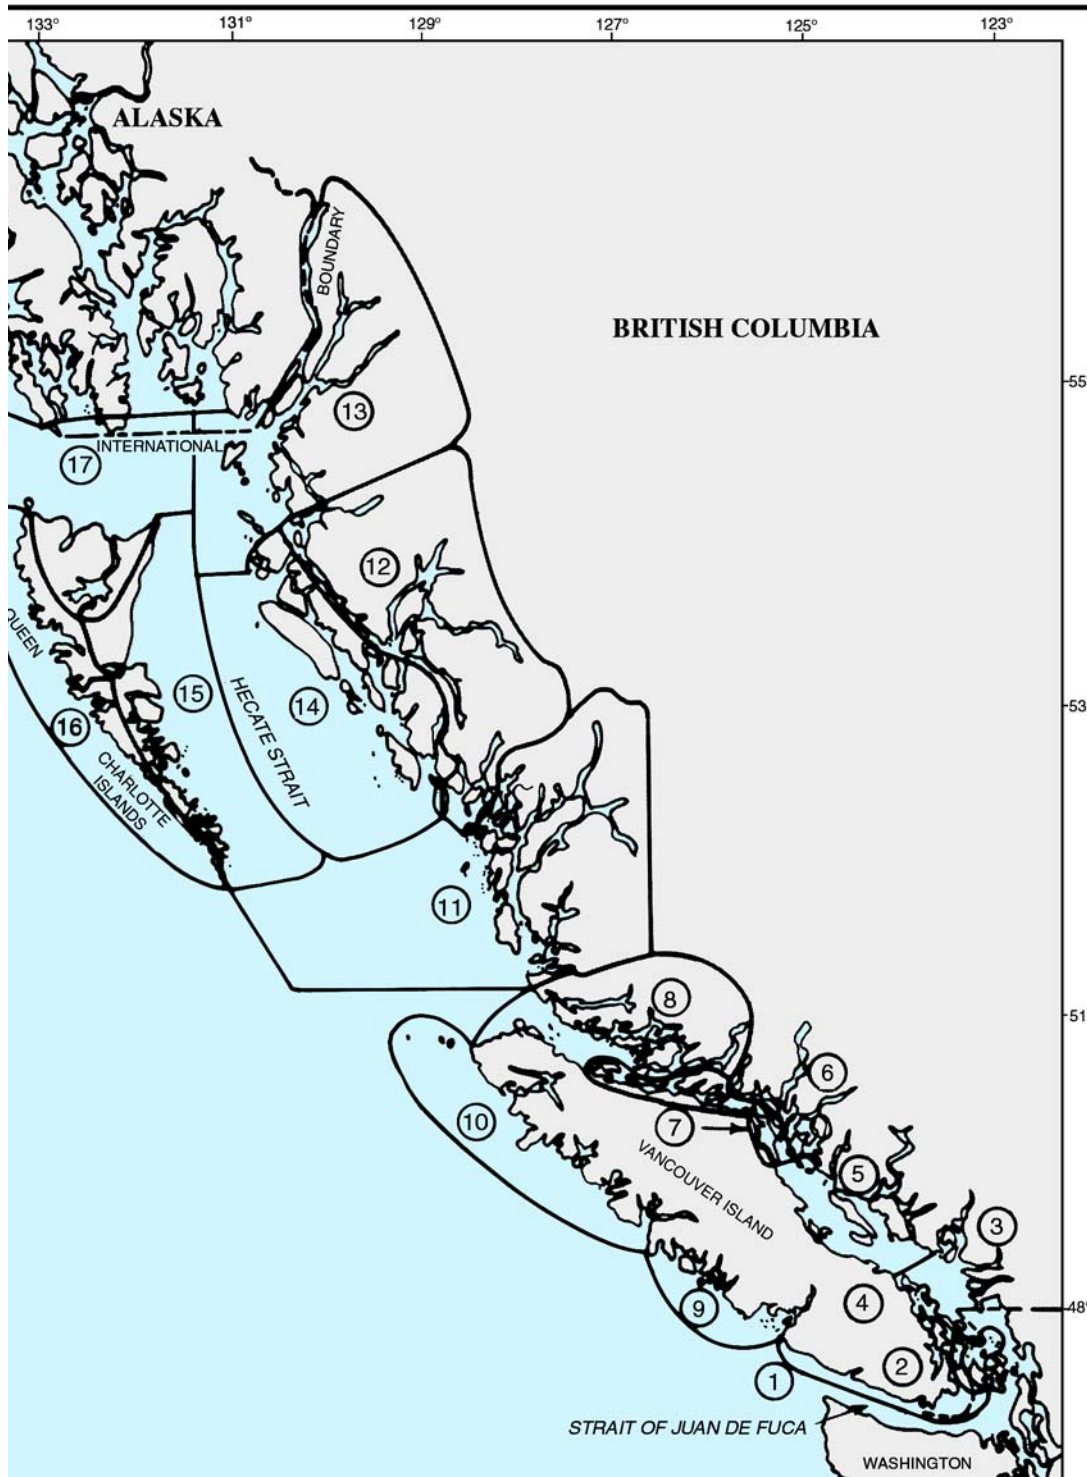 133° 131° 129° 127° 125° 123°
ALASKA
BOUNDARY
BRITISH COLUMBIA
55
13
INTERNATIONAL
17
12
QUEEN
15
HECATE STRAIT
14
53
16
CHARLOTTE
ISLANDS
11
8
51
6
10
7
VANCOUVER ISLAND
5
3
4
9
48°
2
1
STRAIT OF JUAN DE FUCA
WASHINGTON